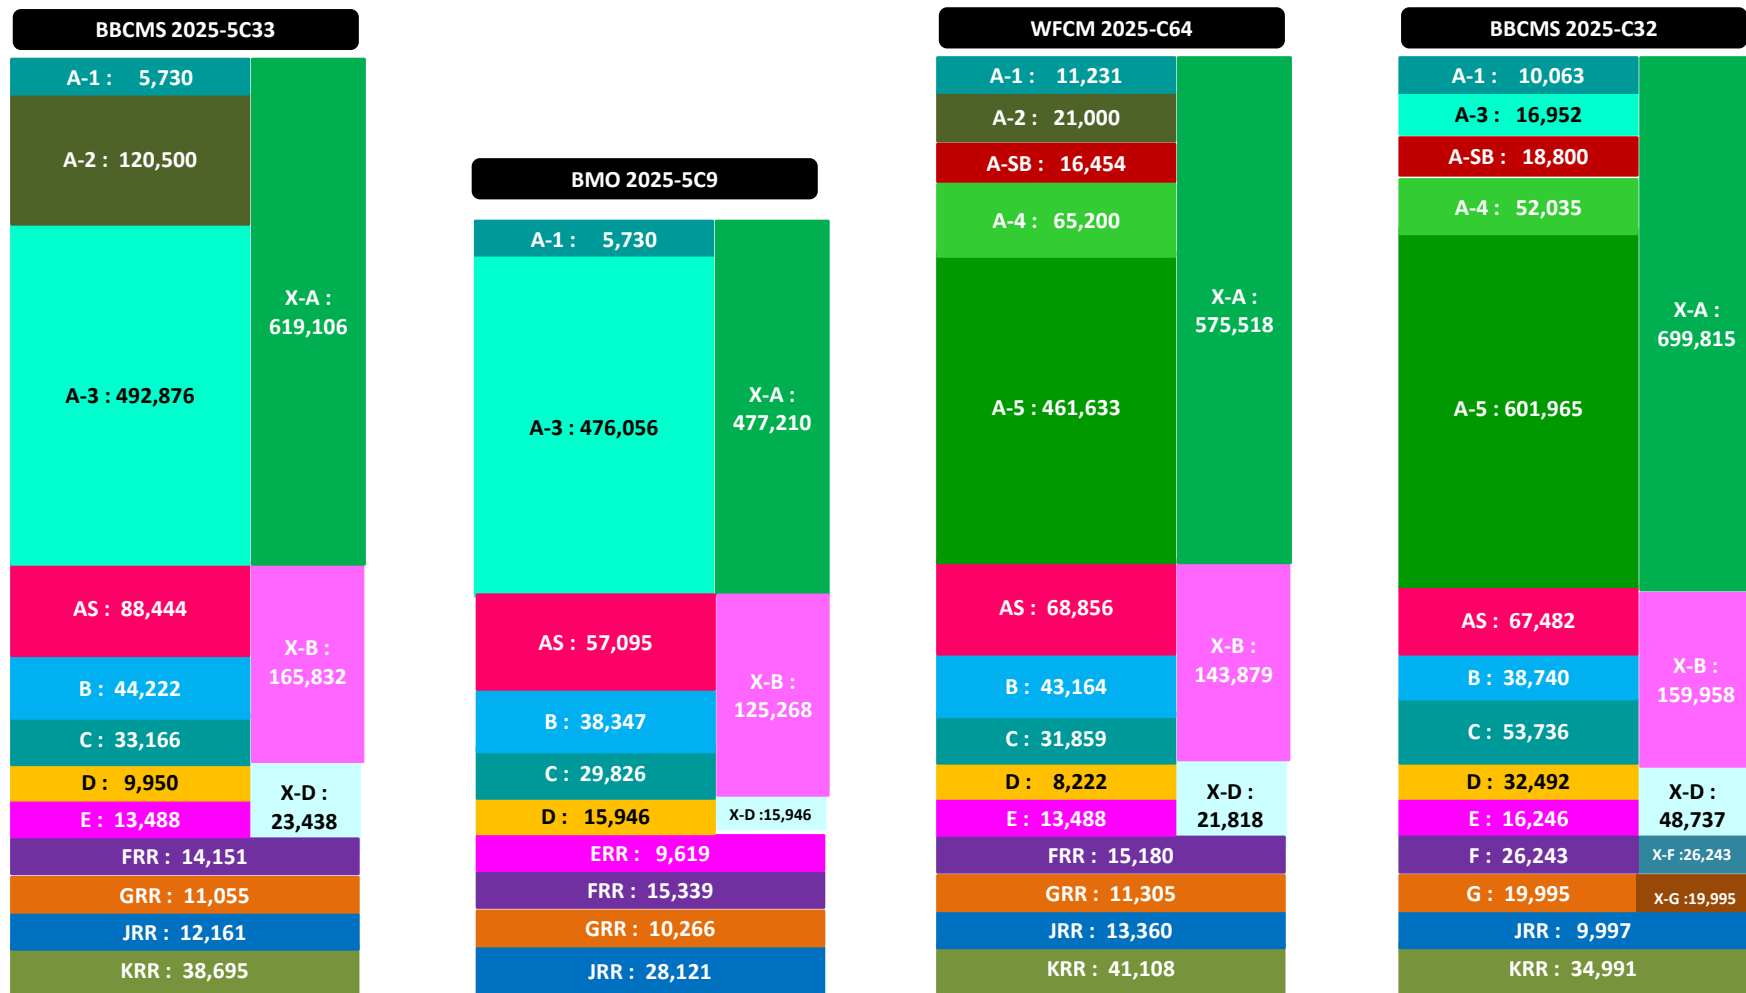 BBCMS 2025-5C33
A-1 : 5,730
A-2 : 120,500
A-3 : 492,876
X-A :
619,106
AS : 88,444
B : 44,222
C : 33,166
X-B :
165,832
D : 9,950
E : 13,488
X-D :
23,438
FRR : 14,151
GRR : 11,055
JRR : 12,161
KRR : 38,695
BMO 2025-5C9
A-1 : 5,730
A-3 : 476,056
X-A :
477,210
AS : 57,095
B : 38,347
C : 29,826
X-B :
125,268
D : 15,946
X-D :15,946
ERR : 9,619
FRR : 15,339
GRR : 10,266
JRR : 28,121
WFCM 2025-C64
A-1 : 11,231
A-2 : 21,000
A-SB : 16,454
A-4 : 65,200
A-5 : 461,633
X-A :
575,518
AS : 68,856
B : 43,164
C : 31,859
X-B :
143,879
D : 8,222
E : 13,488
X-D :
21,818
FRR : 15,180
GRR : 11,305
JRR : 13,360
KRR : 41,108
BBCMS 2025-C32
A-1 : 10,063
A-3 : 16,952
A-SB : 18,800
A-4 : 52,035
A-5 : 601,965
X-A :
699,815
AS : 67,482
B : 38,740
C : 53,736
X-B :
159,958
D : 32,492
E : 16,246
X-D :
48,737
F : 26,243
X-F :26,243
G : 19,995
X-G :19,995
JRR : 9,997
KRR : 34,991